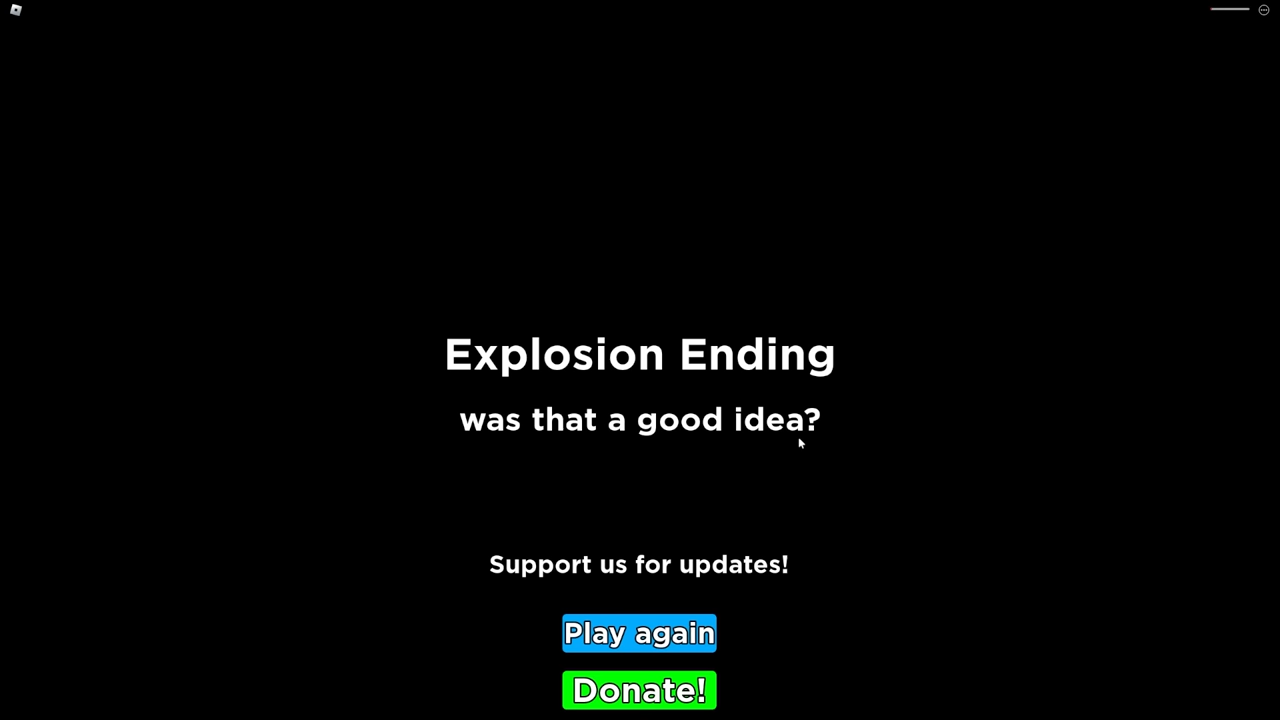 Explosion Ending
was that a good idea?
Support us for updates!
Play again
Donate!